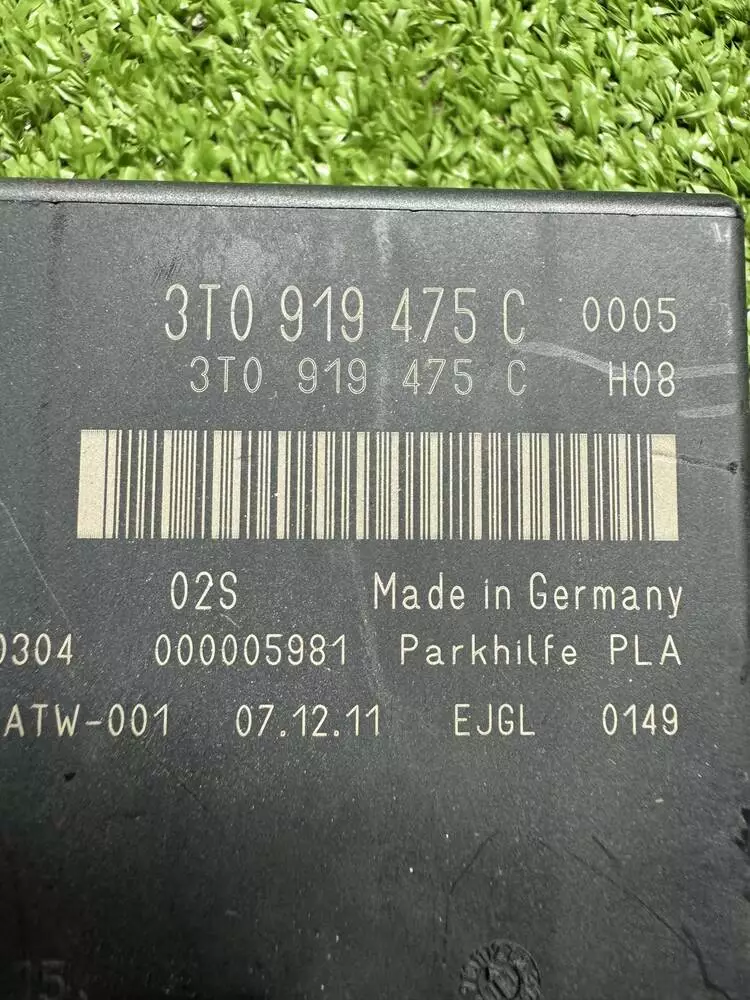 3T0 919 475 C 0005
3T0 919 475 C H08
02S Made in Germany
0304 000005981 Parkhilfe PLA
ATW-001 07.12.11 EJGL 0149
15.